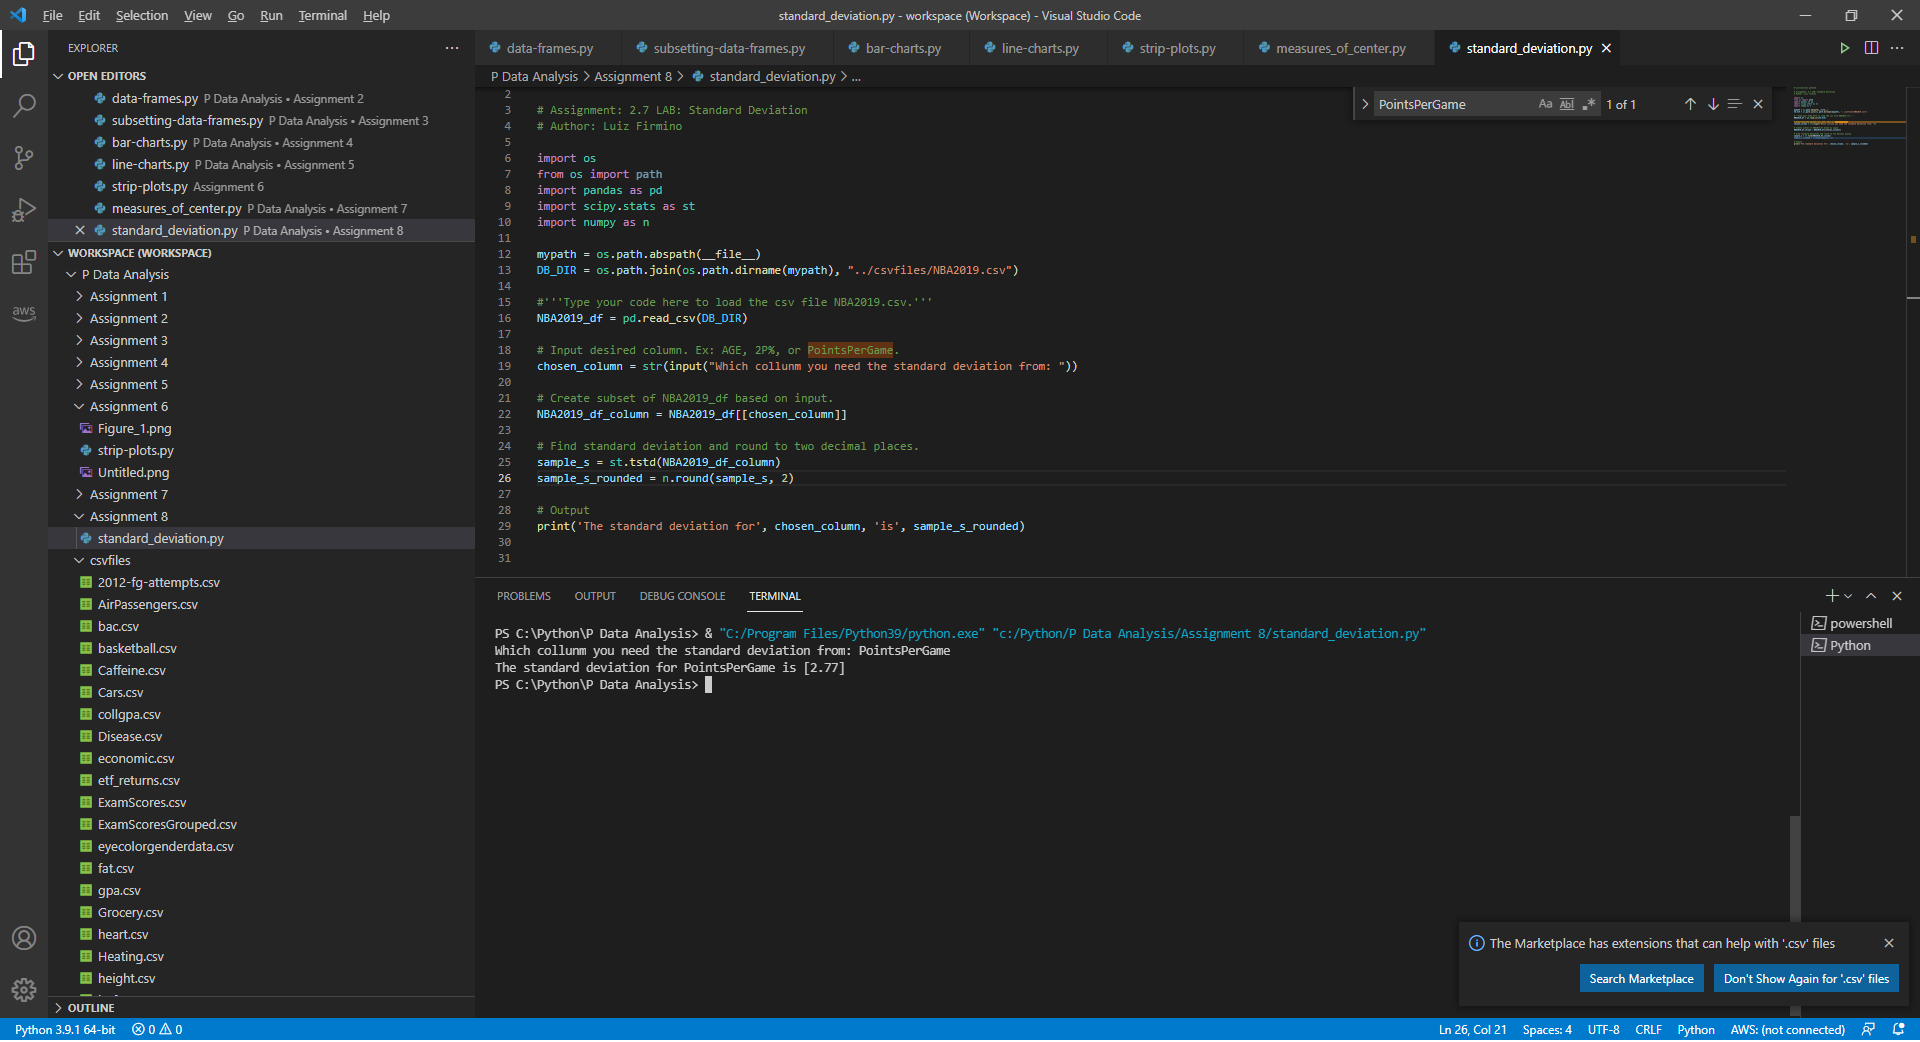 File Edit Selection View Go Run Terminal Help
standard_deviation.py - workspace (Workspace) - Visual Studio Code
EXPLORER
OPEN EDITORS
data-frames.py P Data Analysis • Assignment 2
subsetting-data-frames.py P Data Analysis • Assignment 3
bar-charts.py P Data Analysis • Assignment 4
line-charts.py P Data Analysis • Assignment 5
strip-plots.py Assignment 6
measures_of_center.py P Data Analysis • Assignment 7
standard_deviation.py P Data Analysis • Assignment 8
WORKSPACE (WORKSPACE)
P Data Analysis
Assignment 1
Assignment 2
Assignment 3
Assignment 4
Assignment 5
Assignment 6
Figure_1.png
strip-plots.py
Untitled.png
Assignment 7
Assignment 8
standard_deviation.py
csvfiles
2012-fg-attempts.csv
AirPassengers.csv
bac.csv
basketball.csv
Caffeine.csv
Cars.csv
collgpa.csv
Disease.csv
economic.csv
etf_returns.csv
ExamScores.csv
ExamScoresGrouped.csv
eyecolorgenderdata.csv
fat.csv
gpa.csv
Grocery.csv
heart.csv
Heating.csv
height.csv
OUTLINE
aws
data-frames.py subsetting-data-frames.py bar-charts.py line-charts.py strip-plots.py measures_of_center.py standard_deviation.py
P Data Analysis > Assignment 8 > standard_deviation.py > ...
PointsPerGame Aa Abl .* 1 of 1
2
3 # Assignment: 2.7 LAB: Standard Deviation
4 # Author: Luiz Firmino
5
6 import os
7 from os import path
8 import pandas as pd
9 import scipy.stats as st
10 import numpy as n
11
12 mypath = os.path.abspath(__file__)
13 DB_DIR = os.path.join(os.path.dirname(mypath), "../csvfiles/NBA2019.csv")
14
15 #'''Type your code here to load the csv file NBA2019.csv.'''
16 NBA2019_df = pd.read_csv(DB_DIR)
17
18 # Input desired column. Ex: AGE, 2P%, or PointsPerGame.
19 chosen_column = str(input("Which collunm you need the standard deviation from: "))
20
21 # Create subset of NBA2019_df based on input.
22 NBA2019_df_column = NBA2019_df[[chosen_column]]
23
24 # Find standard deviation and round to two decimal places.
25 sample_s = st.tstd(NBA2019_df_column)
26 sample_s_rounded = n.round(sample_s, 2)
27
28 # Output
29 print('The standard deviation for', chosen_column, 'is', sample_s_rounded)
30
31
PROBLEMS OUTPUT DEBUG CONSOLE TERMINAL
PS C:\Python\P Data Analysis> & "C:/Program Files/Python39/python.exe" "c:/Python/P Data Analysis/Assignment 8/standard_deviation.py"
Which collunm you need the standard deviation from: PointsPerGame
The standard deviation for PointsPerGame is [2.77]
PS C:\Python\P Data Analysis>
powershell
Python
The Marketplace has extensions that can help with '.csv' files
Search Marketplace
Don't Show Again for '.csv' files
Python 3.9.1 64-bit 0 0
Ln 26, Col 21 Spaces: 4 UTF-8 CRLF Python AWS: (not connected)